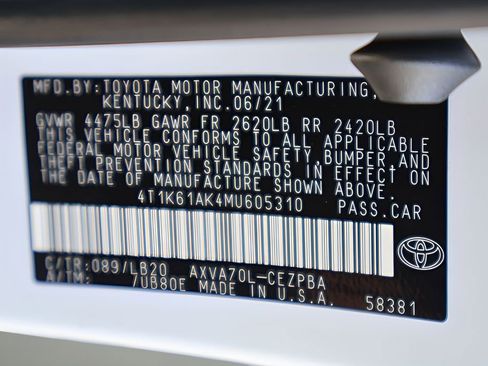 MFD.BY:TOYOTA MOTOR MANUFACTURING,
KENTUCKY,INC.06/21
GVWR 4475LB GAWR FR 2620LB RR 2420LB
THIS VEHICLE CONFORMS TO ALL APPLICABLE
FEDERAL MOTOR VEHICLE SAFETY,BUMPER,AND
THEFT PREVENTION STANDARDS IN EFFECT ON
THE DATE OF MANUFACTURE SHOWN ABOVE.
4T1K61AK4MU605310 PASS.CAR
C/TR:089/LB20 AXVA70L-CEZPBA
A/TM: 7UB80E MADE IN U.S.A. 58381